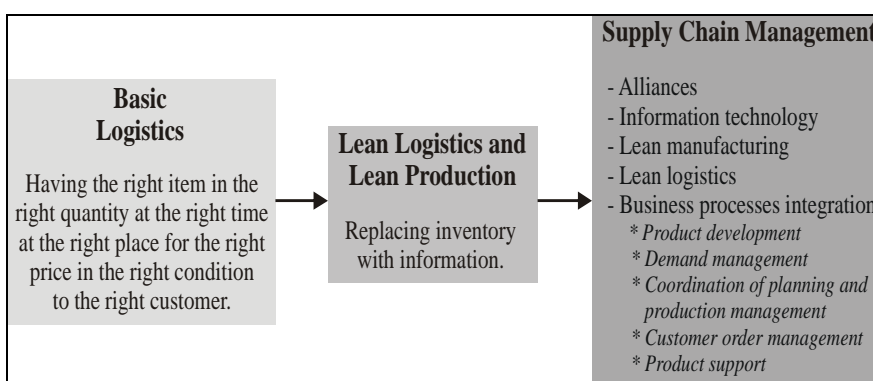 Basic
Logistics
Having the right item in the
right quantity at the right time
at the right place for the right
price in the right condition
to the right customer.
Lean Logistics and
Lean Production
Replacing inventory
with information.
Supply Chain Management
- Alliances
- Information technology
- Lean manufacturing
- Lean logistics
- Business processes integration
* Product development
* Demand management
* Coordination of planning and
production management
* Customer order management
* Product support